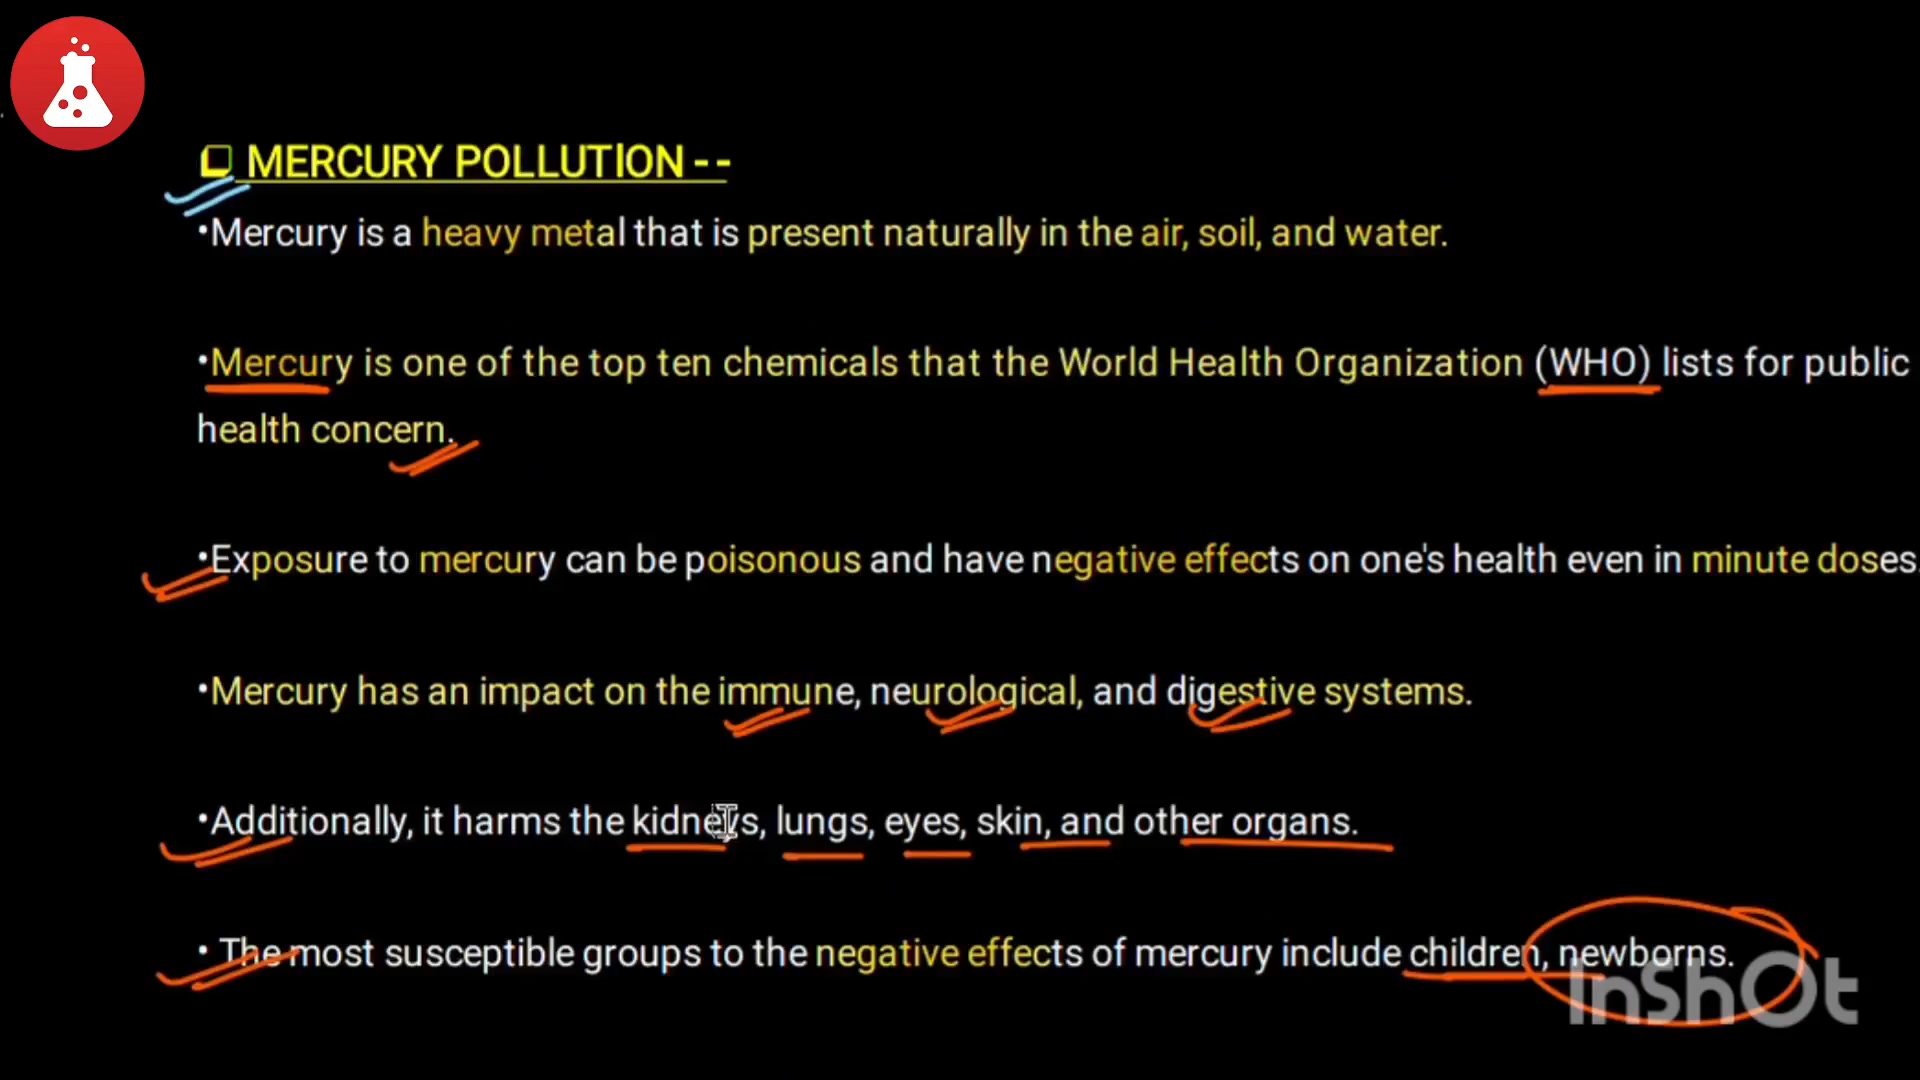 ❑ MERCURY POLLUTION --
•Mercury is a heavy metal that is present naturally in the air, soil, and water.
•Mercury is one of the top ten chemicals that the World Health Organization (WHO) lists for public
health concern.
•Exposure to mercury can be poisonous and have negative effects on one's health even in minute doses.
•Mercury has an impact on the immune, neurological, and digestive systems.
•Additionally, it harms the kidneys, lungs, eyes, skin, and other organs.
• The most susceptible groups to the negative effects of mercury include children, newborns.
InShOt